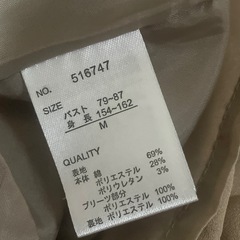 NO. 516747
SIZE バスト 79~87
身長 154~162
M
QUALITY
表地
本体 綿 69%
ポリエステル 28%
ポリウレタン 3%
プリーツ部分
ポリエステル 100%
裏地 ポリエステル 100%